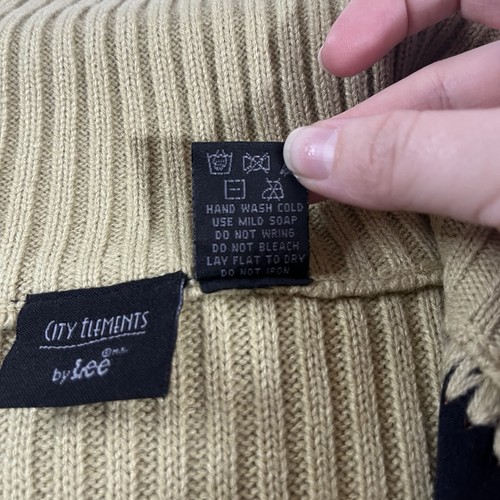 HAND WASH COLD
USE MILD SOAP
DO NOT WRING
DO NOT BLEACH
LAY FLAT TO DRY
DO NOT IRON
CITY ELEMENTS
by Lee